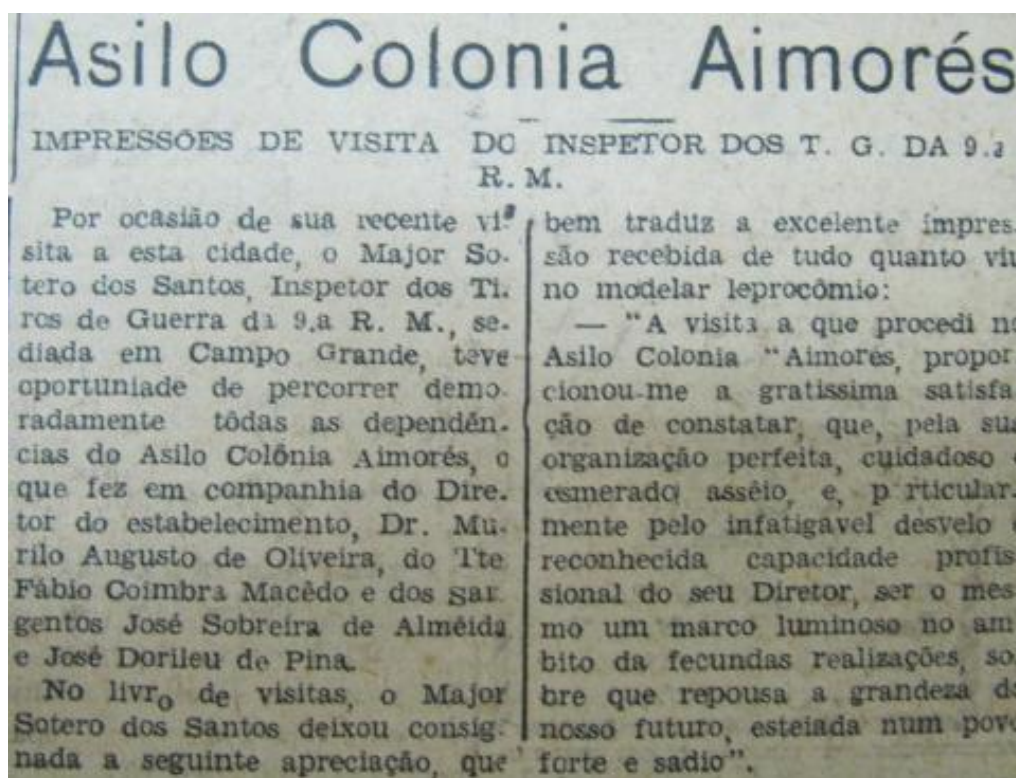 Asilo Colonia Aimorés
IMPRESSÕES DE VISITA DO INSPETOR DOS T. G. DA 9.a
R. M.
Por ocasião de sua recente vi-
sita a esta cidade, o Major So-
tero dos Santos, Inspetor dos Ti-
ros de Guerra da 9.a R. M., se-
diada em Campo Grande, teve
oportuniade de percorrer demo-
radamente tôdas as dependên-
cias do Asilo Colônia Aimorés, o
que fez em companhia do Dire-
tor do estabelecimento, Dr. Mu-
rilo Augusto de Oliveira, do Tte
Fábio Coimbra Macêdo e dos sar
gentos José Sobreira de Alméida
e José Dorileu de Pina.
No livro de visitas, o Major
Sotero dos Santos deixou consig-
nada a seguinte apreciação, que
bem traduz a excelente impres-
são recebida de tudo quanto viu
no modelar leprocômio:
— "A visita a que procedi no
Asilo Colonia "Aimorés, propor-
cionou-me a gratissima satisfa-
ção de constatar, que, pela sua
organização perfeita, cuidadoso e
esmerado assêio, e, p rticular-
mente pelo infatigável desvelo e
reconhecida capacidade profis-
sional do seu Diretor, ser o mes-
mo um marco luminoso no am
bito da fecundas realizações, so-
bre que repousa a grandeza do
nosso futuro, esteiada num povo
forte e sadio".